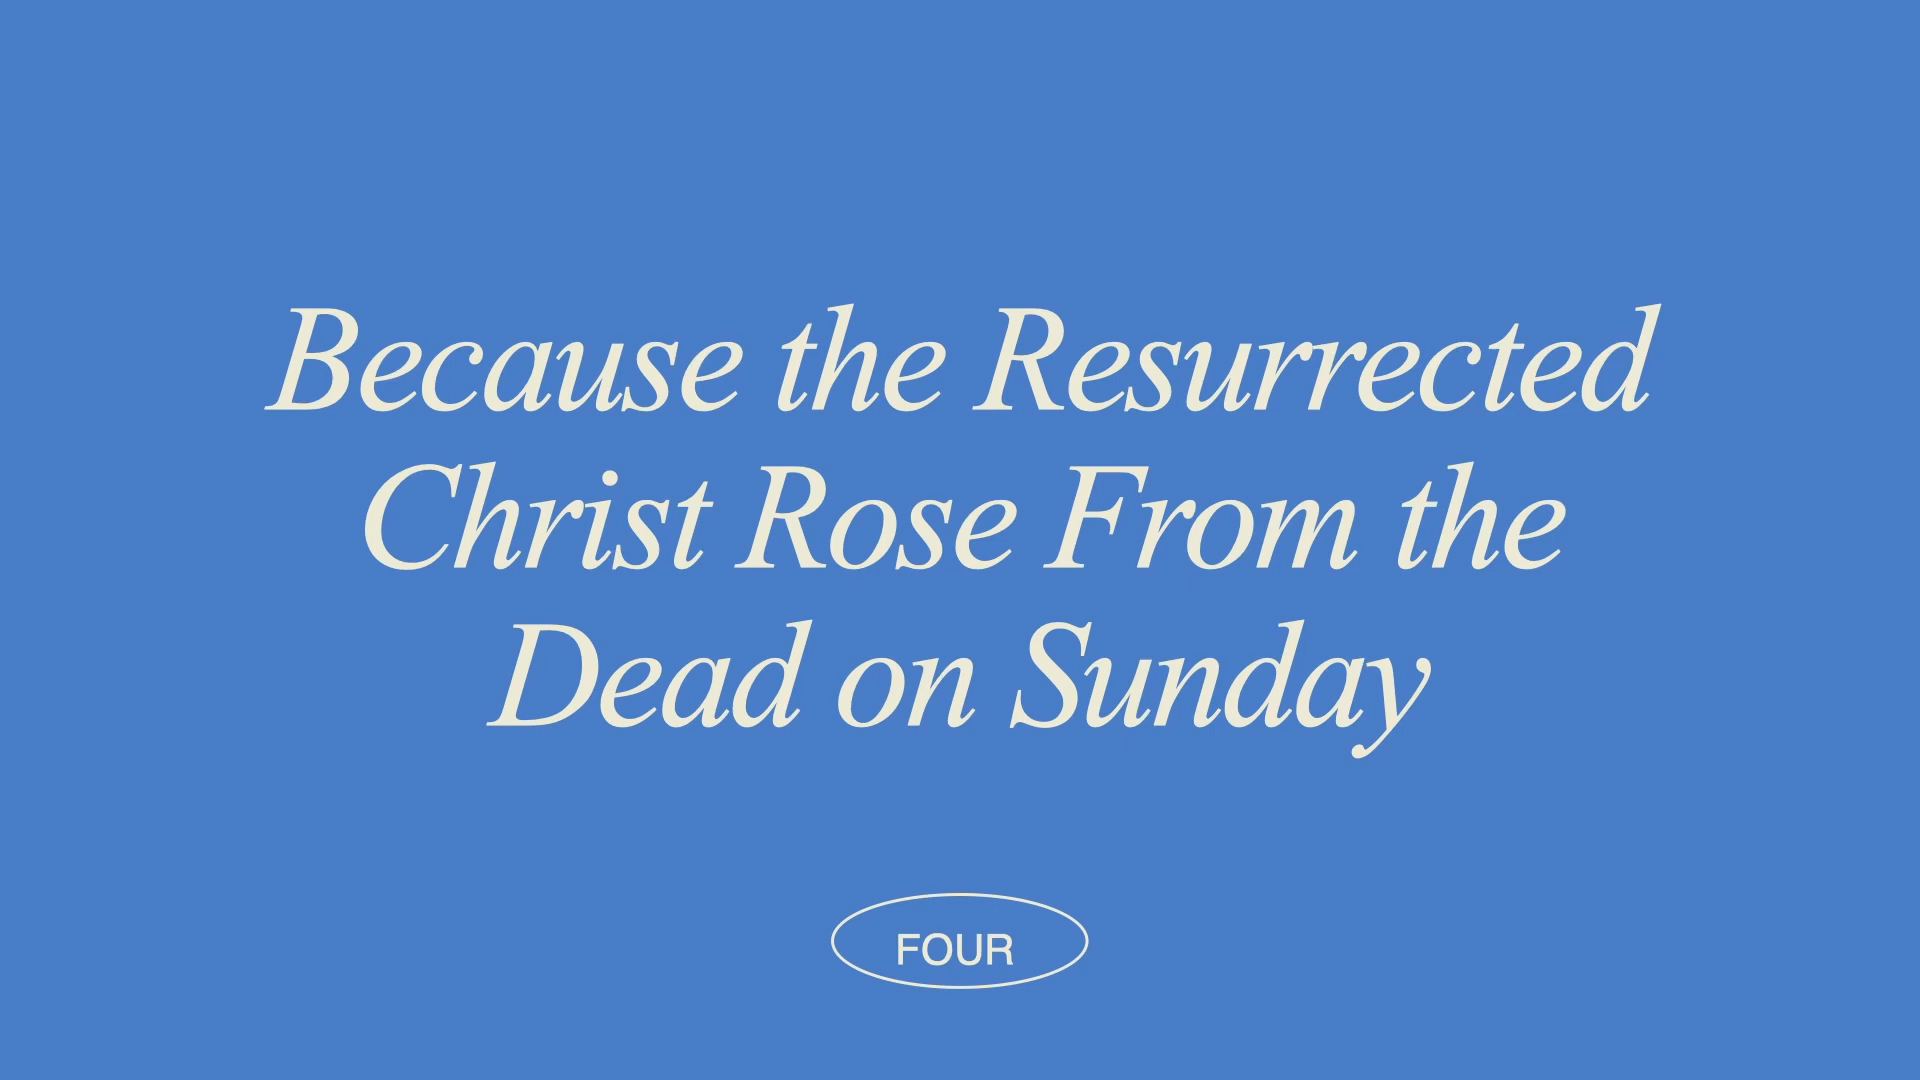 Because the Resurrected
Christ Rose From the
Dead on Sunday
FOUR